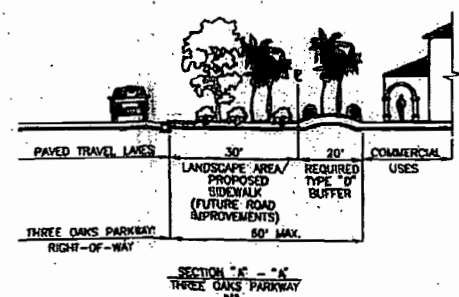 30'
20'
PAVED TRAVEL LANES
LANDSCAPE AREA/
PROPOSED
SIDEWALK
(FUTURE ROAD
IMPROVEMENTS)
REQUIRED
TYPE "D"
BUFFER
COMMERCIAL
USES
THREE OAKS PARKWAY
RIGHT-OF-WAY
50' MAX.
SECTION "A" - "A"
THREE OAKS PARKWAY